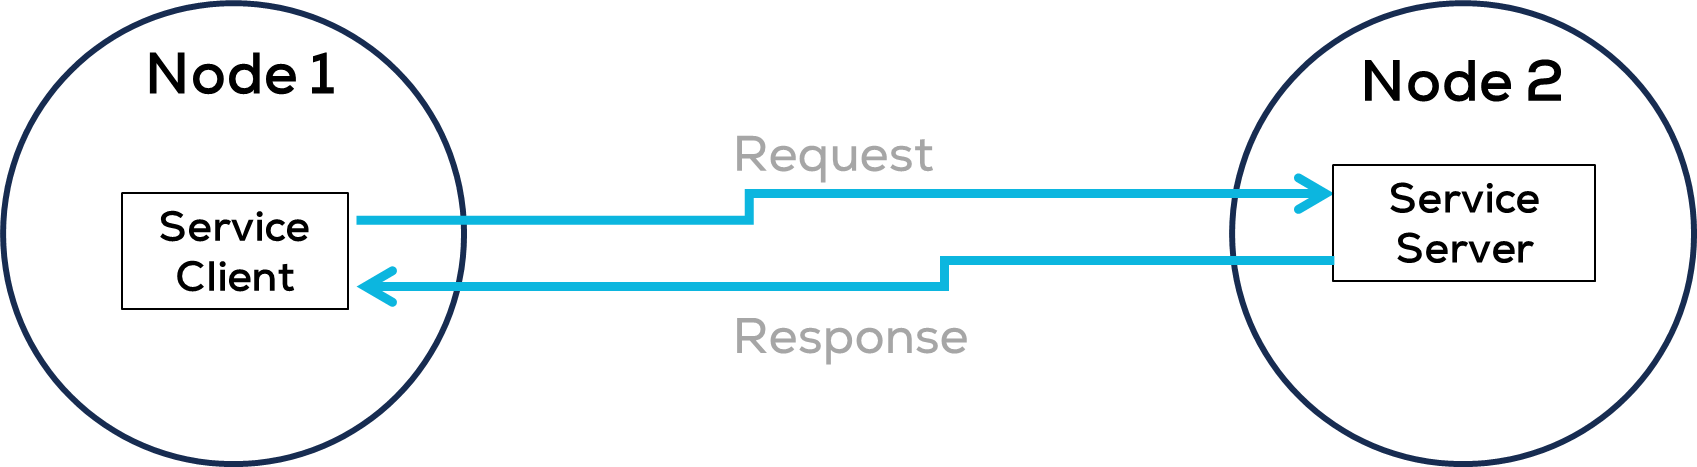 Node 1
Node 2
Request
Service
Client
Service
Server
Response